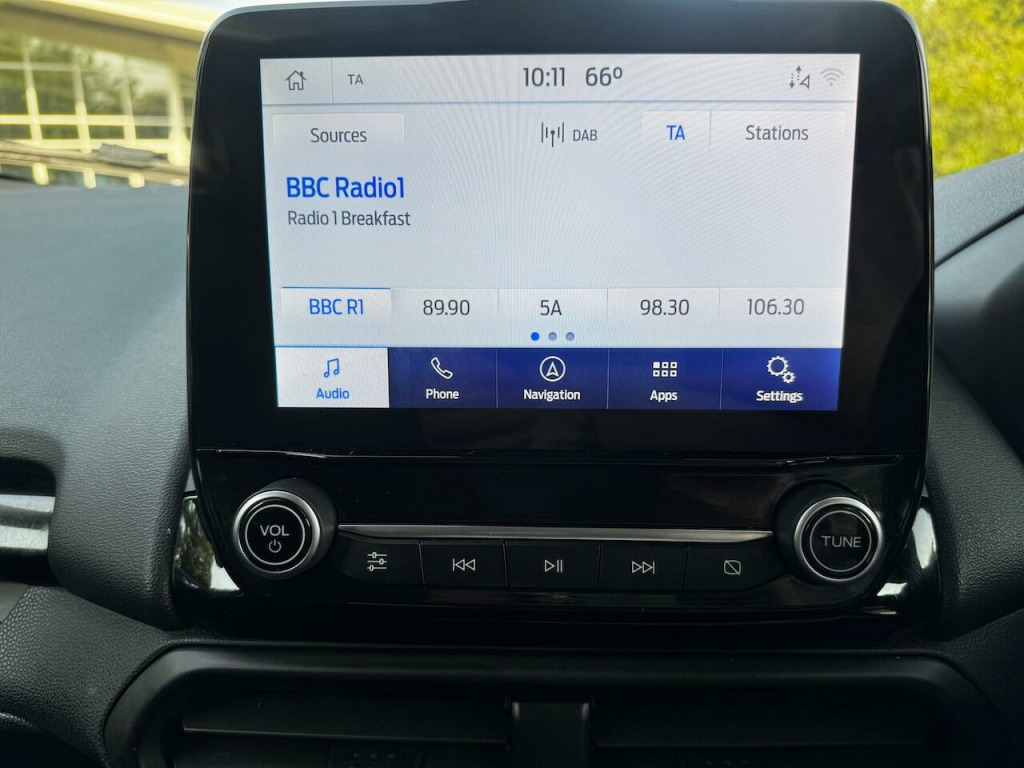 TA 10:11 66º
Sources DAB TA Stations
BBC Radio1
Radio 1 Breakfast
BBC R1 89.90 5A 98.30 106.30
Audio Phone Navigation Apps Settings
VOL TUNE